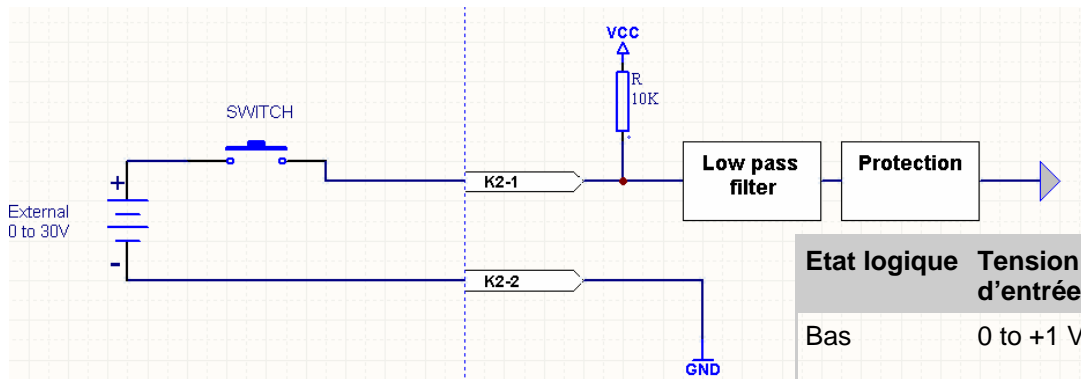 VCC
R
10K
SWITCH
Low pass
filter
Protection
K2-1
+
External
0 to 30V
-
K2-2
GND
Etat logique Tension
d'entrée
Bas 0 to +1 V